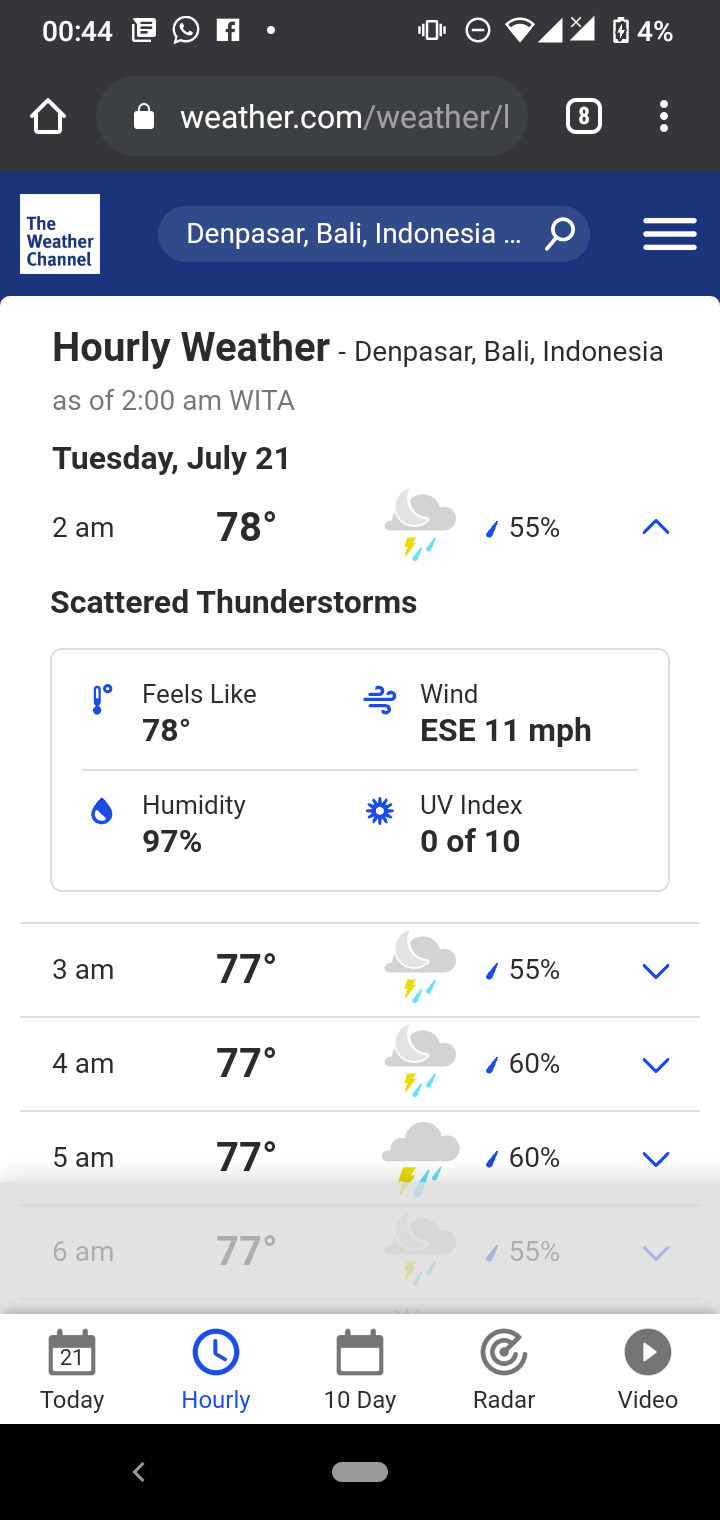 00:44 4%
weather.com/weather/l 8
The
Weather
Channel
Denpasar, Bali, Indonesia ...
Hourly Weather - Denpasar, Bali, Indonesia
as of 2:00 am WITA
Tuesday, July 21
2 am 78° 55%
Scattered Thunderstorms
Feels Like Wind
78° ESE 11 mph
Humidity UV Index
97% 0 of 10
3 am 77° 55%
4 am 77° 60%
5 am 77° 60%
6 am 77° 55%
21
Today Hourly 10 Day Radar Video